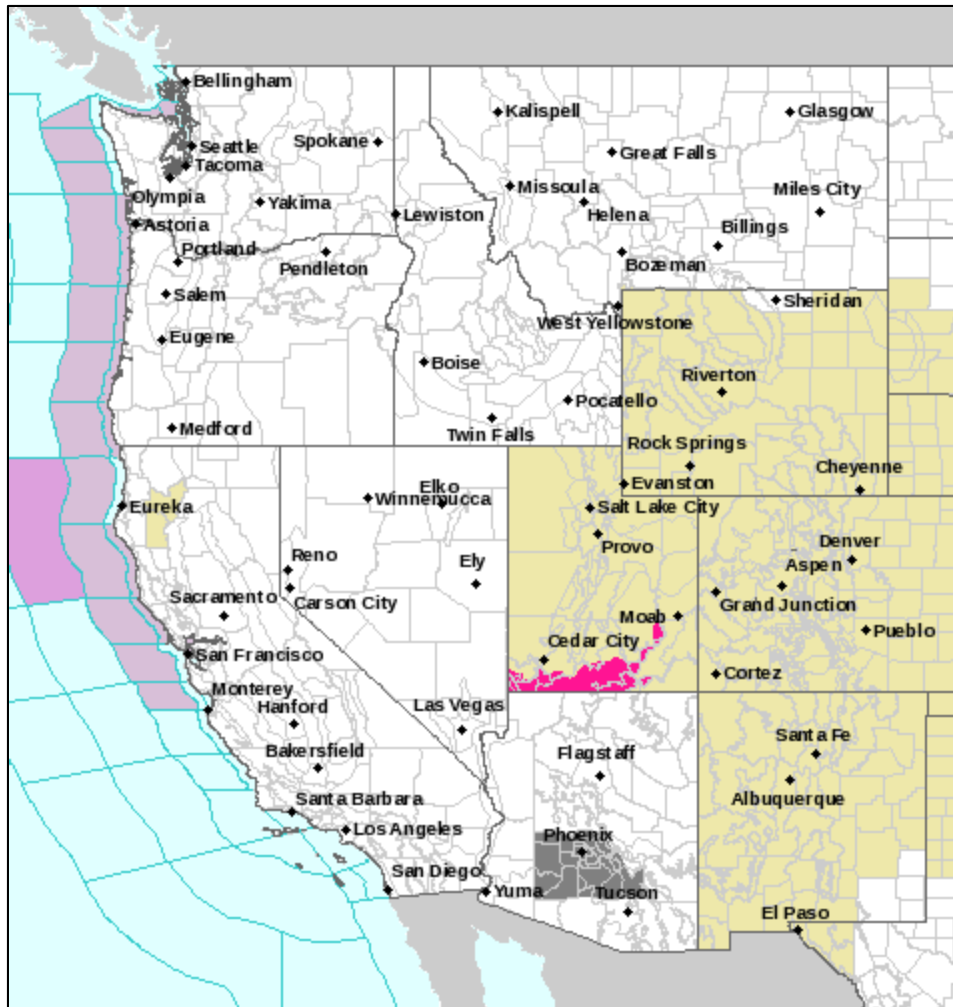 Bellingham
Kalispell
Glasgow
Seattle
Spokane
Great Falls
Tacoma
Missoula
Miles City
Olympia
Yakima
Lewiston
Helena
Astoria
Billings
Portland
Pendleton
Bozeman
Salem
Sheridan
West Yellowstone
Eugene
Boise
Riverton
Pocatello
Medford
Twin Falls
Rock Springs
Cheyenne
Elko
Evanston
Winnemucca
Eureka
Salt Lake City
Provo
Denver
Reno
Ely
Aspen
Sacramento
Carson City
Grand Junction
Moab
Pueblo
Cedar City
San Francisco
Cortez
Monterey
Hanford
Las Vegas
Santa Fe
Bakersfield
Flagstaff
Albuquerque
Santa Barbara
Los Angeles
Phoenix
San Diego
Yuma
Tucson
El Paso